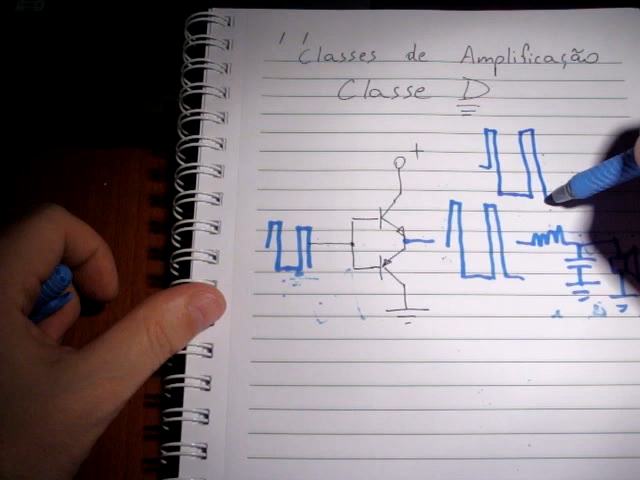 '' Classes de Amplificação
Classe D
+